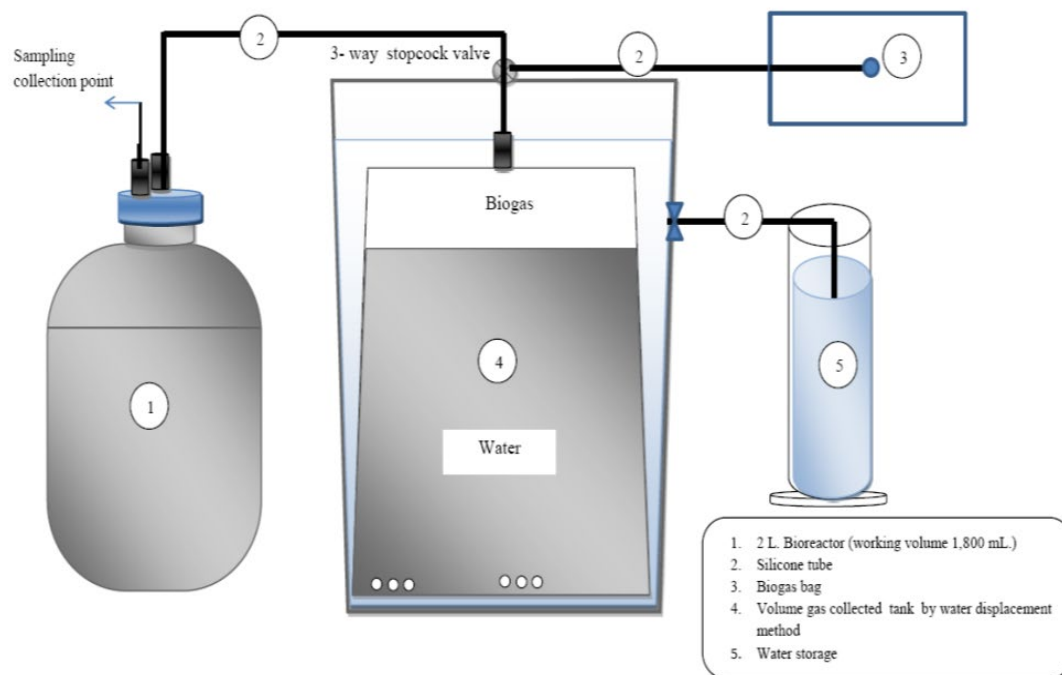 Sampling
collection point
2
3- way stopcock valve
2
3
Biogas
2
4
Water
1
5
1. 2 L. Bioreactor (working volume 1,800 mL.)
2. Silicone tube
3. Biogas bag
4. Volume gas collected tank by water displacement
method
5. Water storage